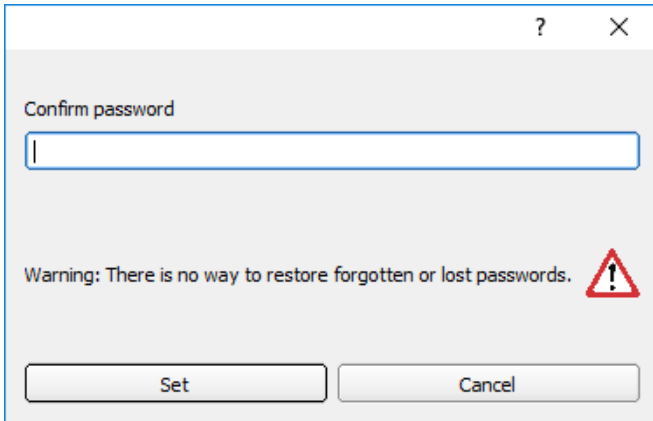 ?
Confirm password
Warning: There is no way to restore forgotten or lost passwords.
Set Cancel